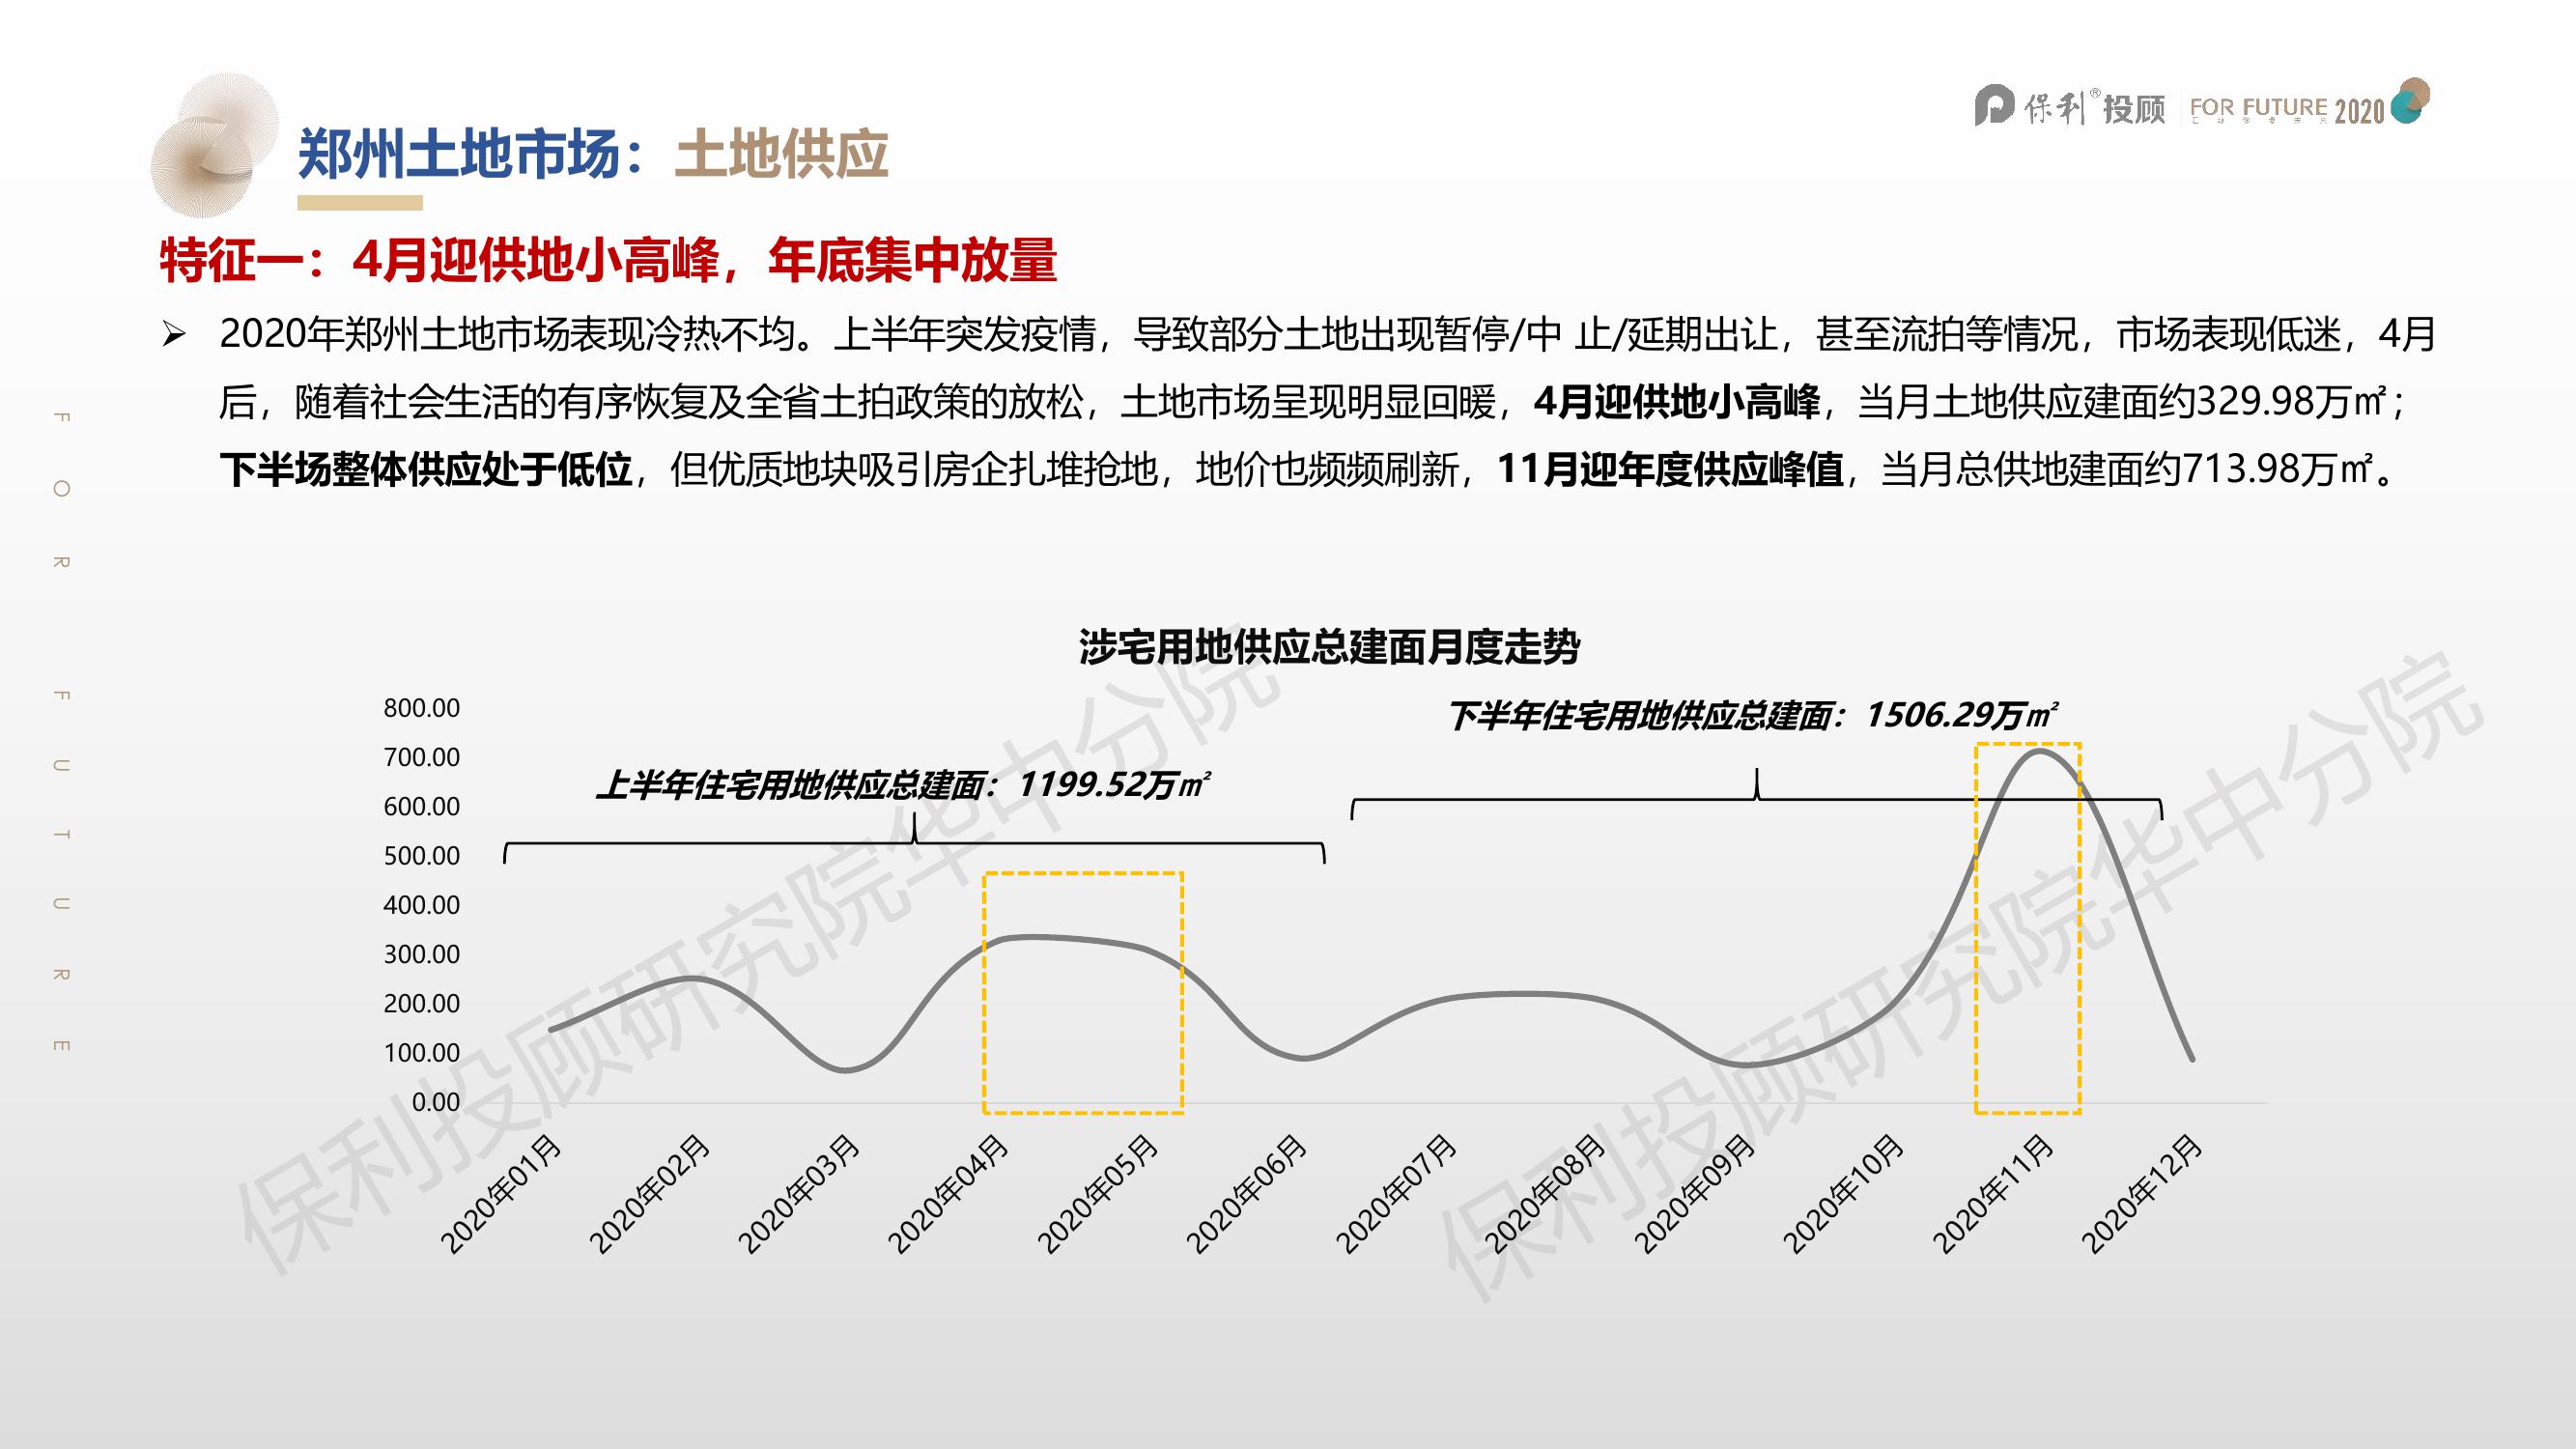 保利®投顾 FOR FUTURE 2020
郑州土地市场：土地供应
特征一：4月迎供地小高峰，年底集中放量
➢ 2020年郑州土地市场表现冷热不均。上半年突发疫情，导致部分土地出现暂停/中 止/延期出让，甚至流拍等情况，市场表现低迷，4月
后，随着社会生活的有序恢复及全省土拍政策的放松，土地市场呈现明显回暖，4月迎供地小高峰，当月土地供应建面约329.98万㎡；
下半场整体供应处于低位，但优质地块吸引房企扎堆抢地，地价也频频刷新，11月迎年度供应峰值，当月总供地建面约713.98万㎡。
FOR FUTURE
涉宅用地供应总建面月度走势
下半年住宅用地供应总建面：1506.29万㎡
上半年住宅用地供应总建面：1199.52万㎡
800.00
700.00
600.00
500.00
400.00
300.00
200.00
100.00
0.00
2020年01月
2020年02月
2020年03月
2020年04月
2020年05月
2020年06月
2020年07月
2020年08月
2020年09月
2020年10月
2020年11月
2020年12月
保利投顾研究院华中分院
保利投顾研究院华中分院